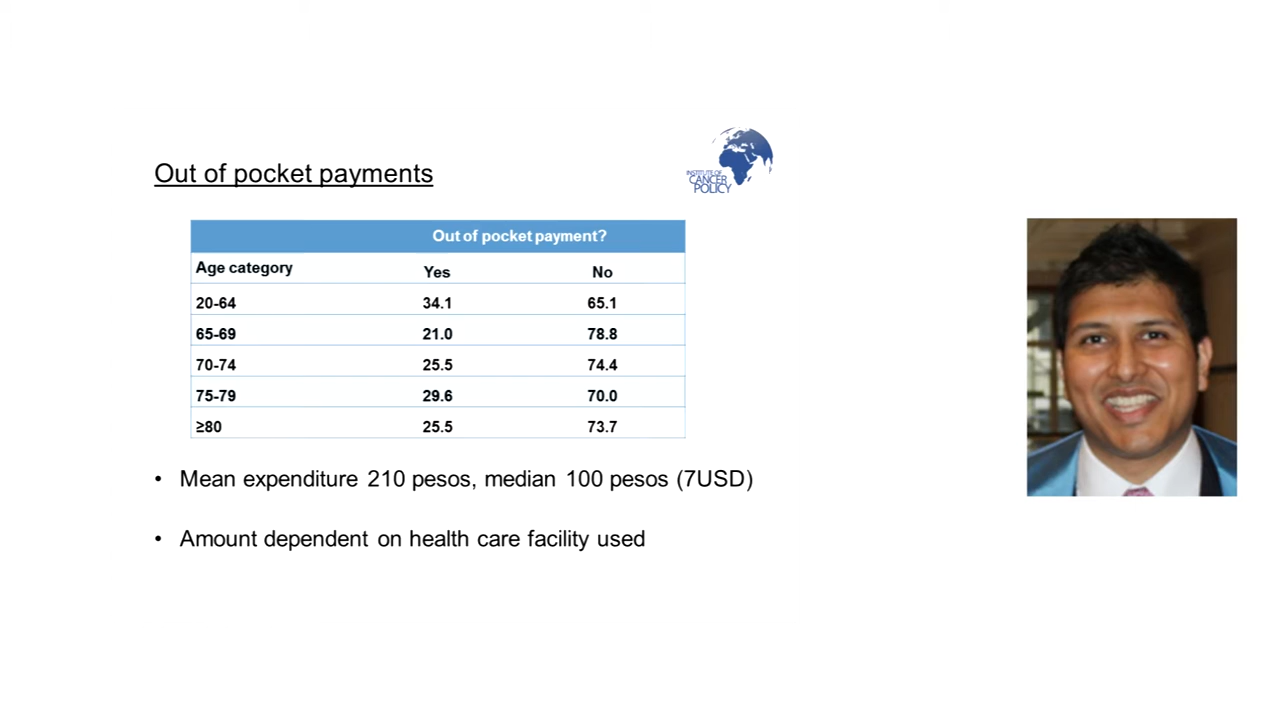 Out of pocket payments
INSTITUTE OF
CANCER
POLICY
Out of pocket payment?
Age category Yes No
20-64 34.1 65.1
65-69 21.0 78.8
70-74 25.5 74.4
75-79 29.6 70.0
≥80 25.5 73.7
• Mean expenditure 210 pesos, median 100 pesos (7USD)
• Amount dependent on health care facility used